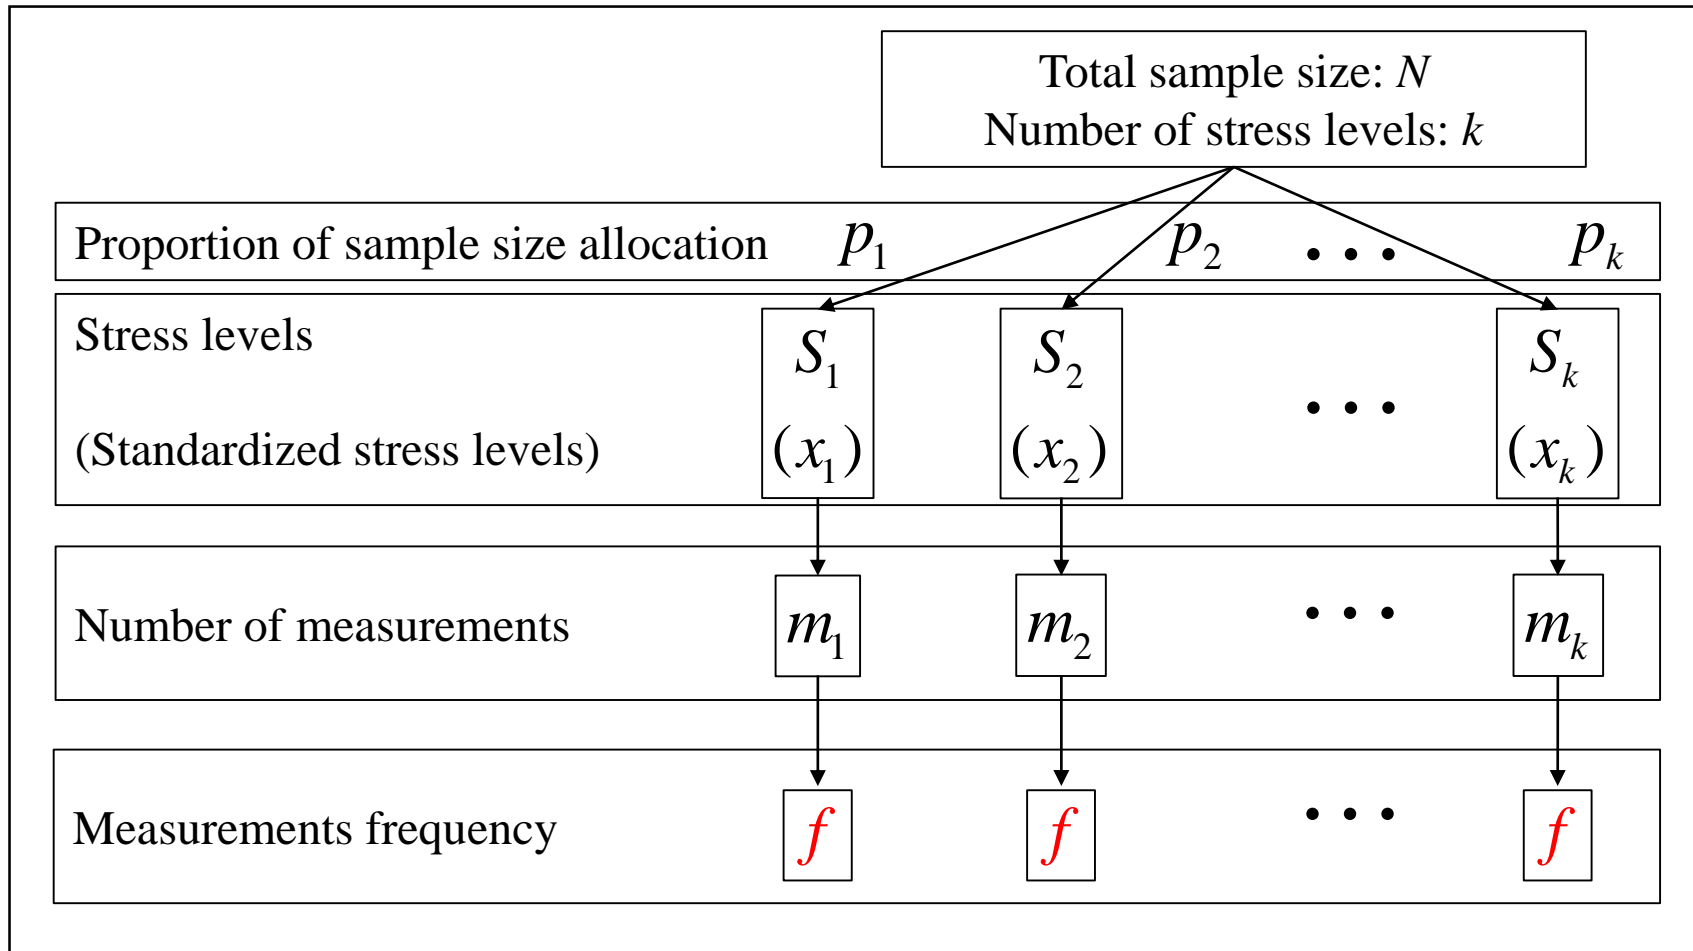 Total sample size: N
Number of stress levels: k
Proportion of sample size allocation p₁ p₂ • • • pₖ
Stress levels S₁ S₂ Sₖ
• • •
(Standardized stress levels) (x₁) (x₂) (xₖ)
Number of measurements m₁ m₂ • • • mₖ
Measurements frequency f f • • • f